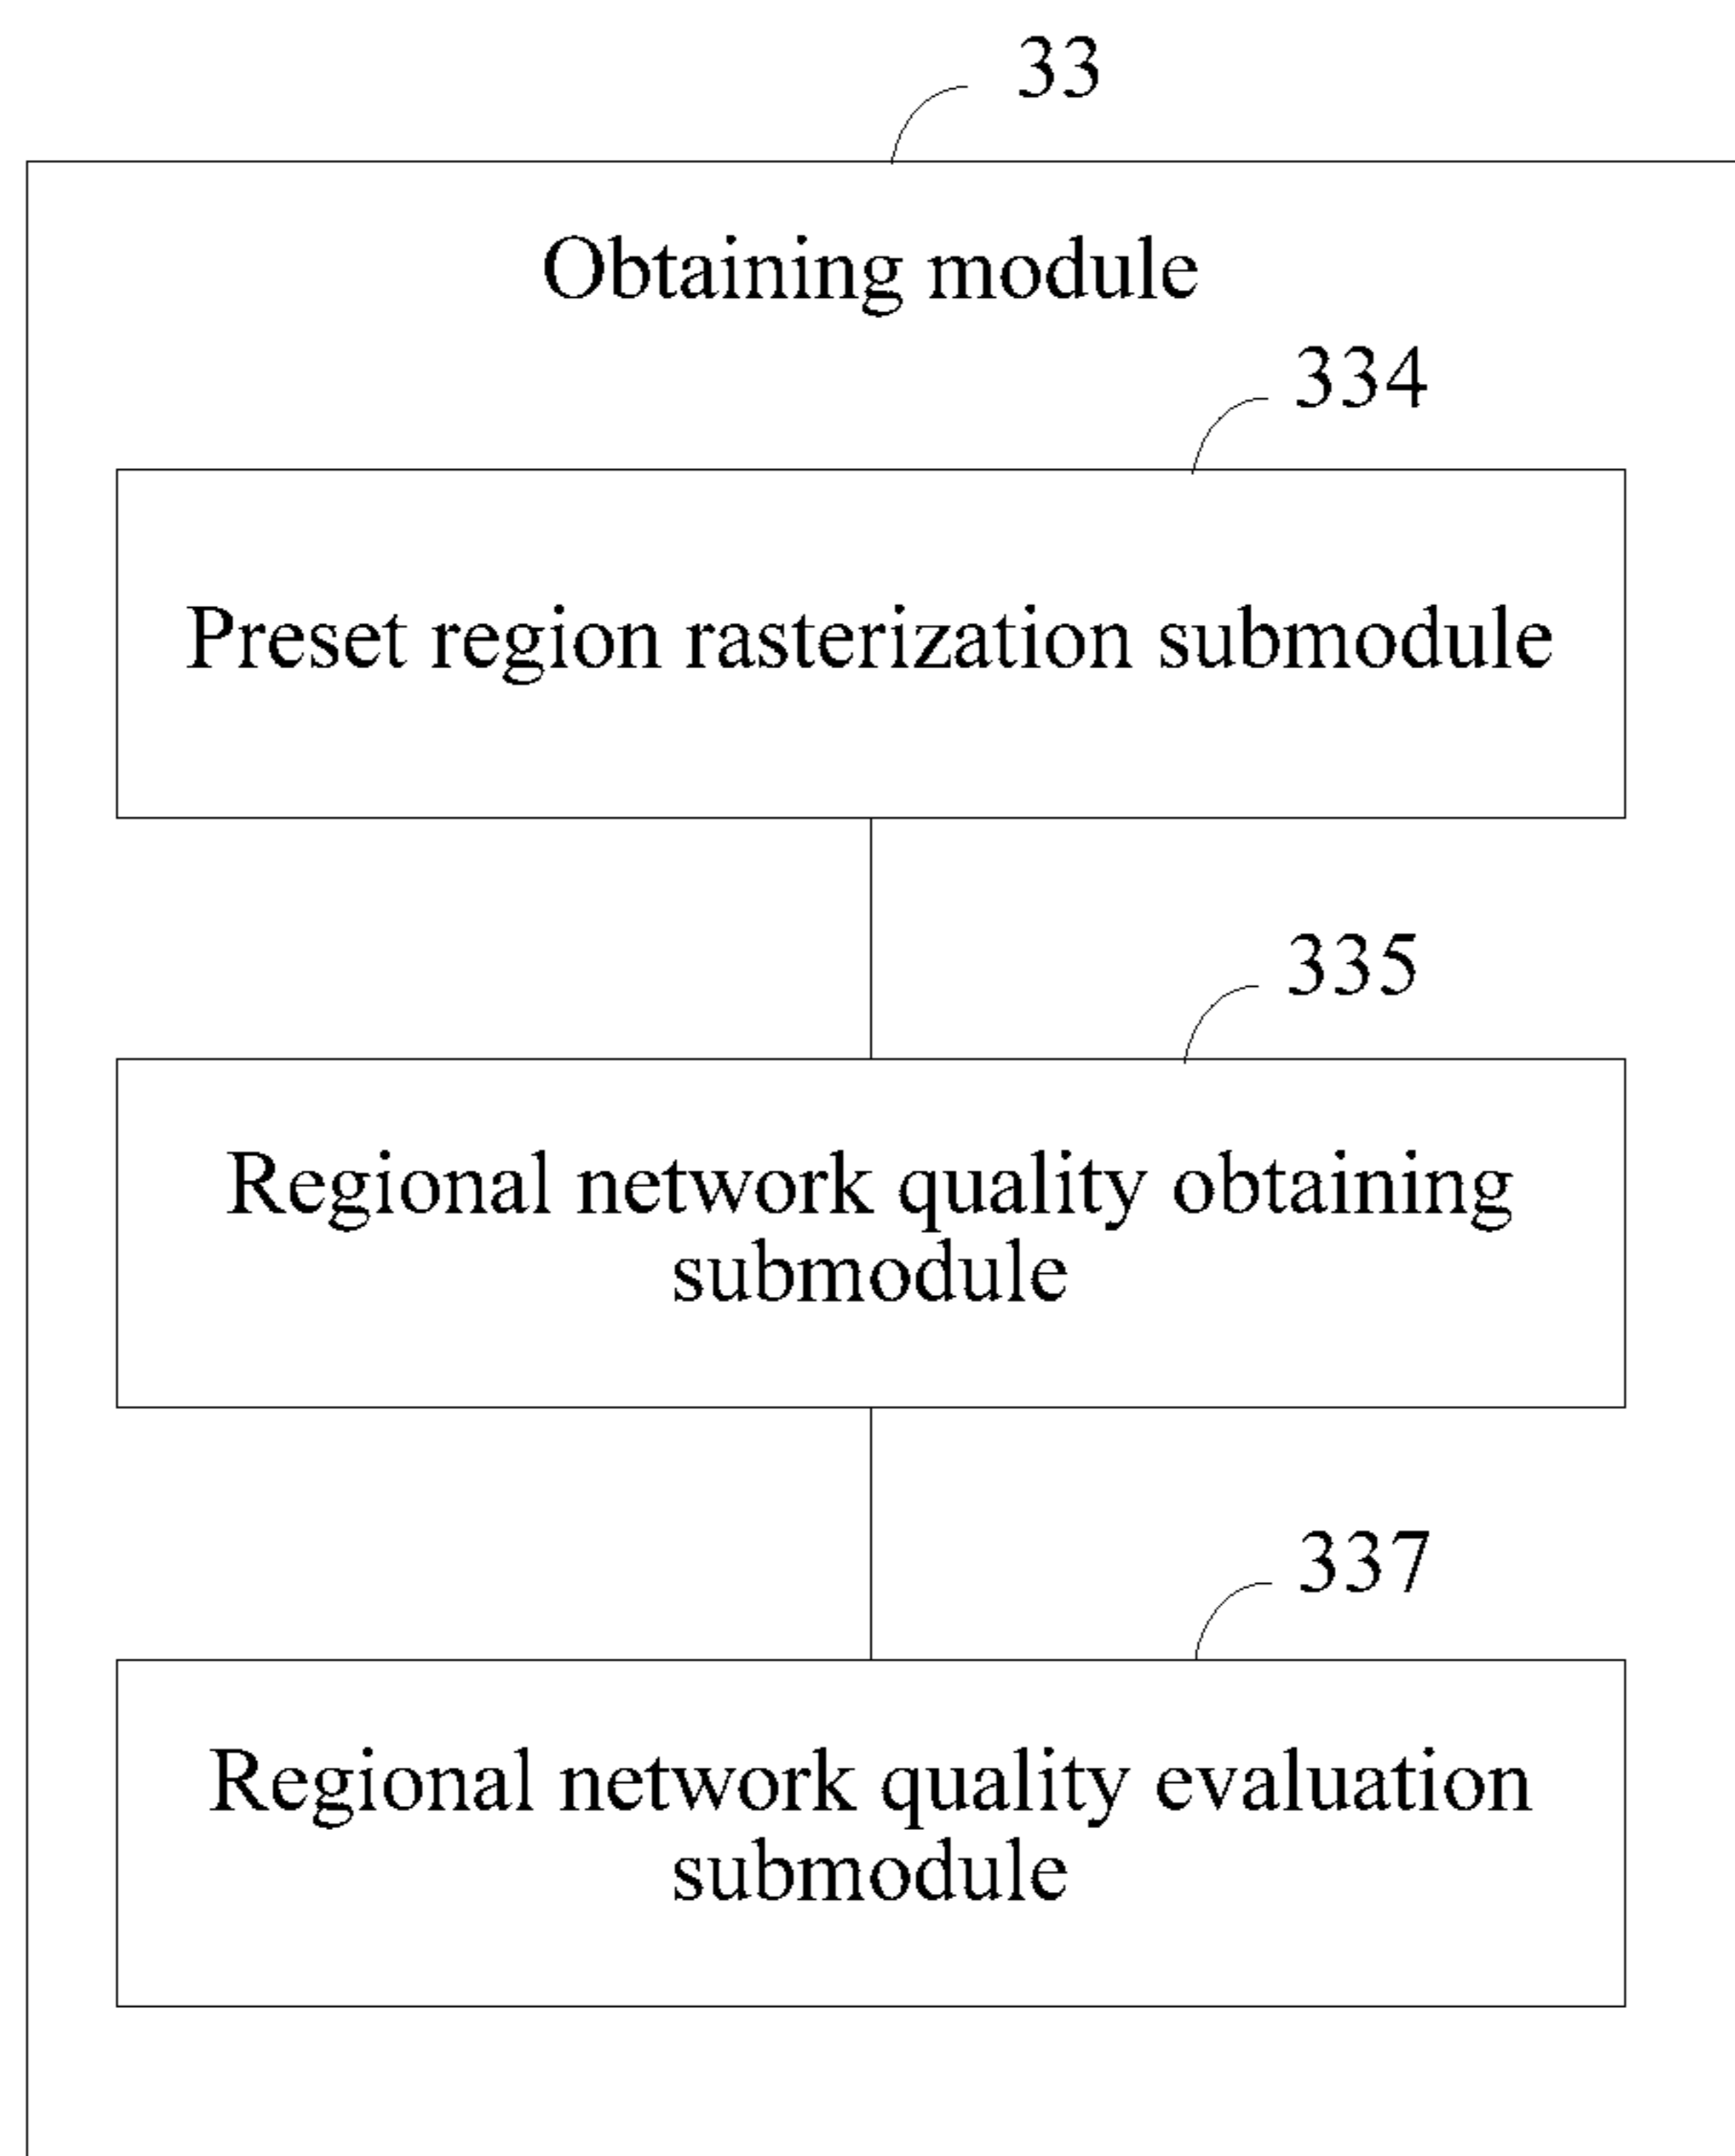 33
Obtaining module
334
Preset region rasterization submodule
335
Regional network quality obtaining
submodule
337
Regional network quality evaluation
submodule